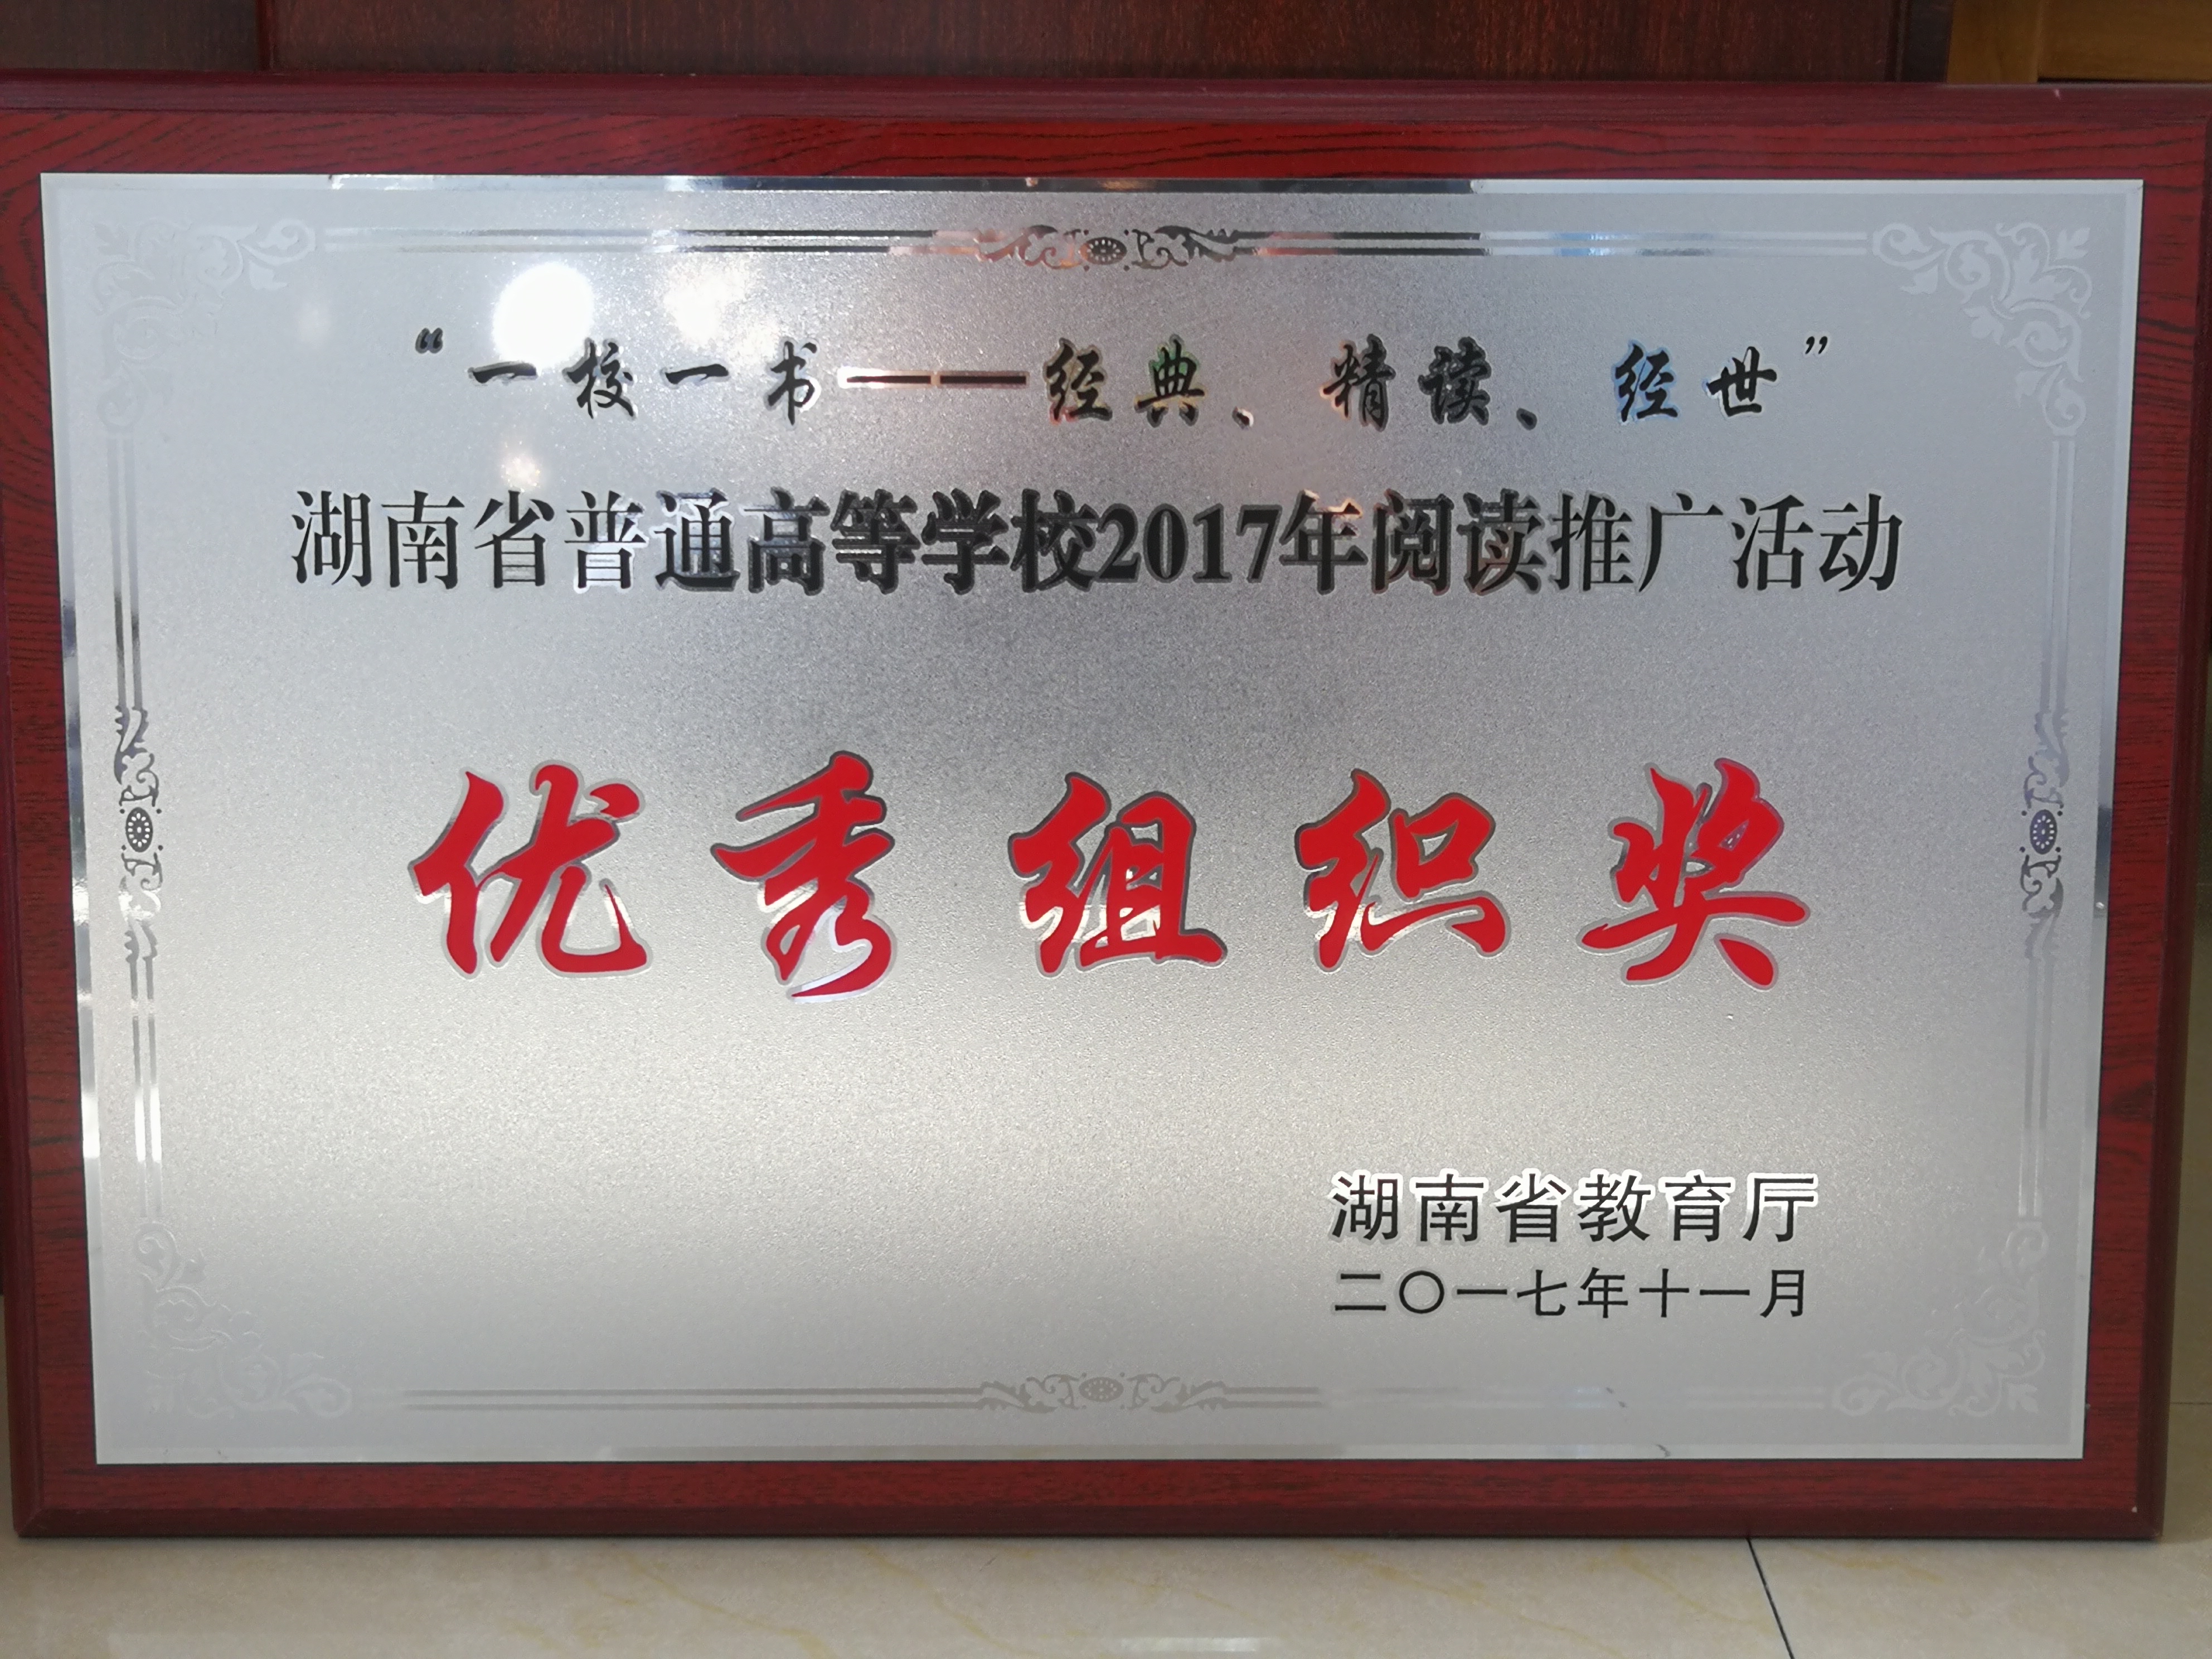 “一校一书——经典、精读、经世”
湖南省普通高等学校2017年阅读推广活动
优秀组织奖
湖南省教育厅
二〇一七年十一月